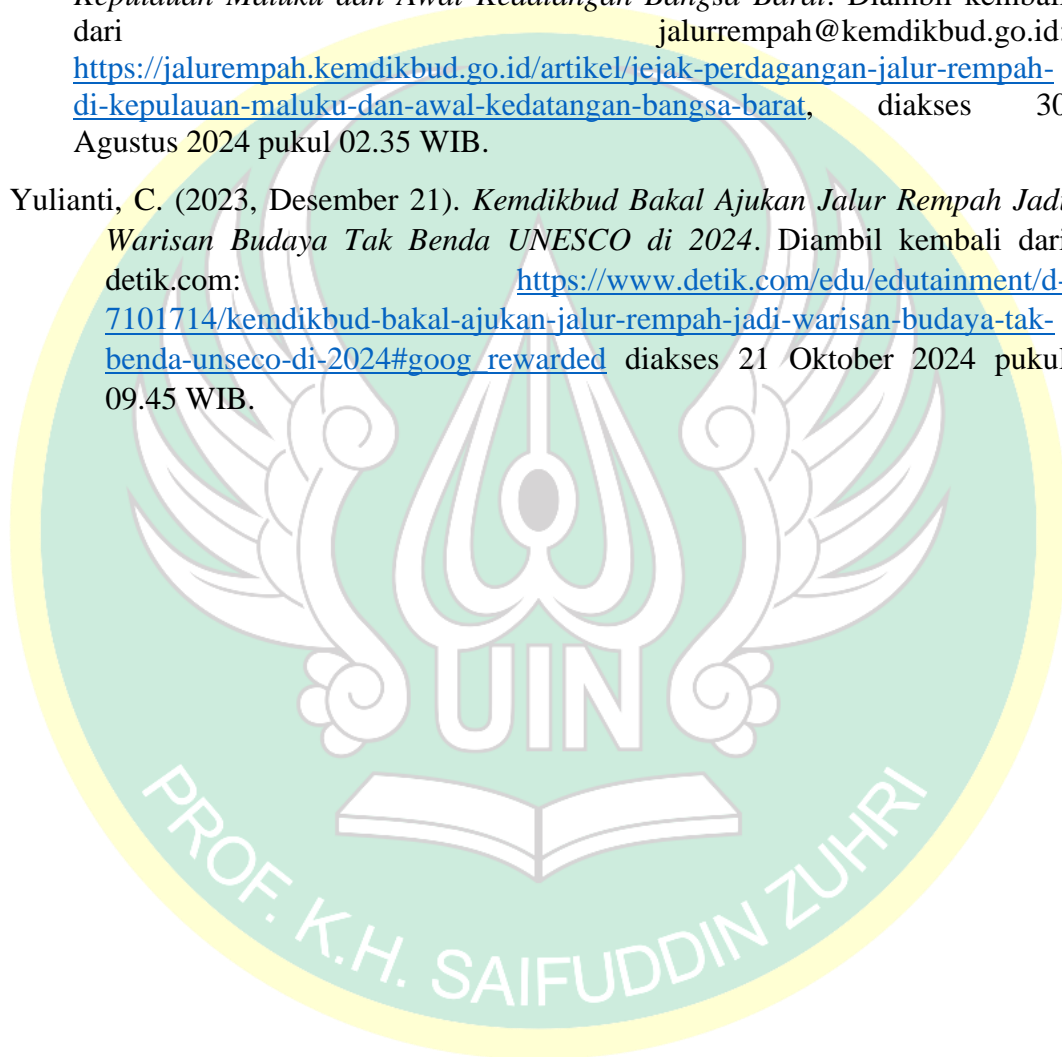 Kepulauan Maluku dan Awal Kedatangan Bangsa Barat. Diambil kembali
dari jalurrempah@kemdikbud.go.id:
https://jalurempah.kemdikbud.go.id/artikel/jejak-perdagangan-jalur-rempah-
di-kepulauan-maluku-dan-awal-kedatangan-bangsa-barat, diakses 30
Agustus 2024 pukul 02.35 WIB.
Yulianti, C. (2023, Desember 21). Kemdikbud Bakal Ajukan Jalur Rempah Jadi
Warisan Budaya Tak Benda UNESCO di 2024. Diambil kembali dari
detik.com: https://www.detik.com/edu/edutainment/d-
7101714/kemdikbud-bakal-ajukan-jalur-rempah-jadi-warisan-budaya-tak-
benda-unseco-di-2024#goog_rewarded diakses 21 Oktober 2024 pukul
09.45 WIB.
UIN
PROF. K.H. SAIFUDDIN ZUHRI